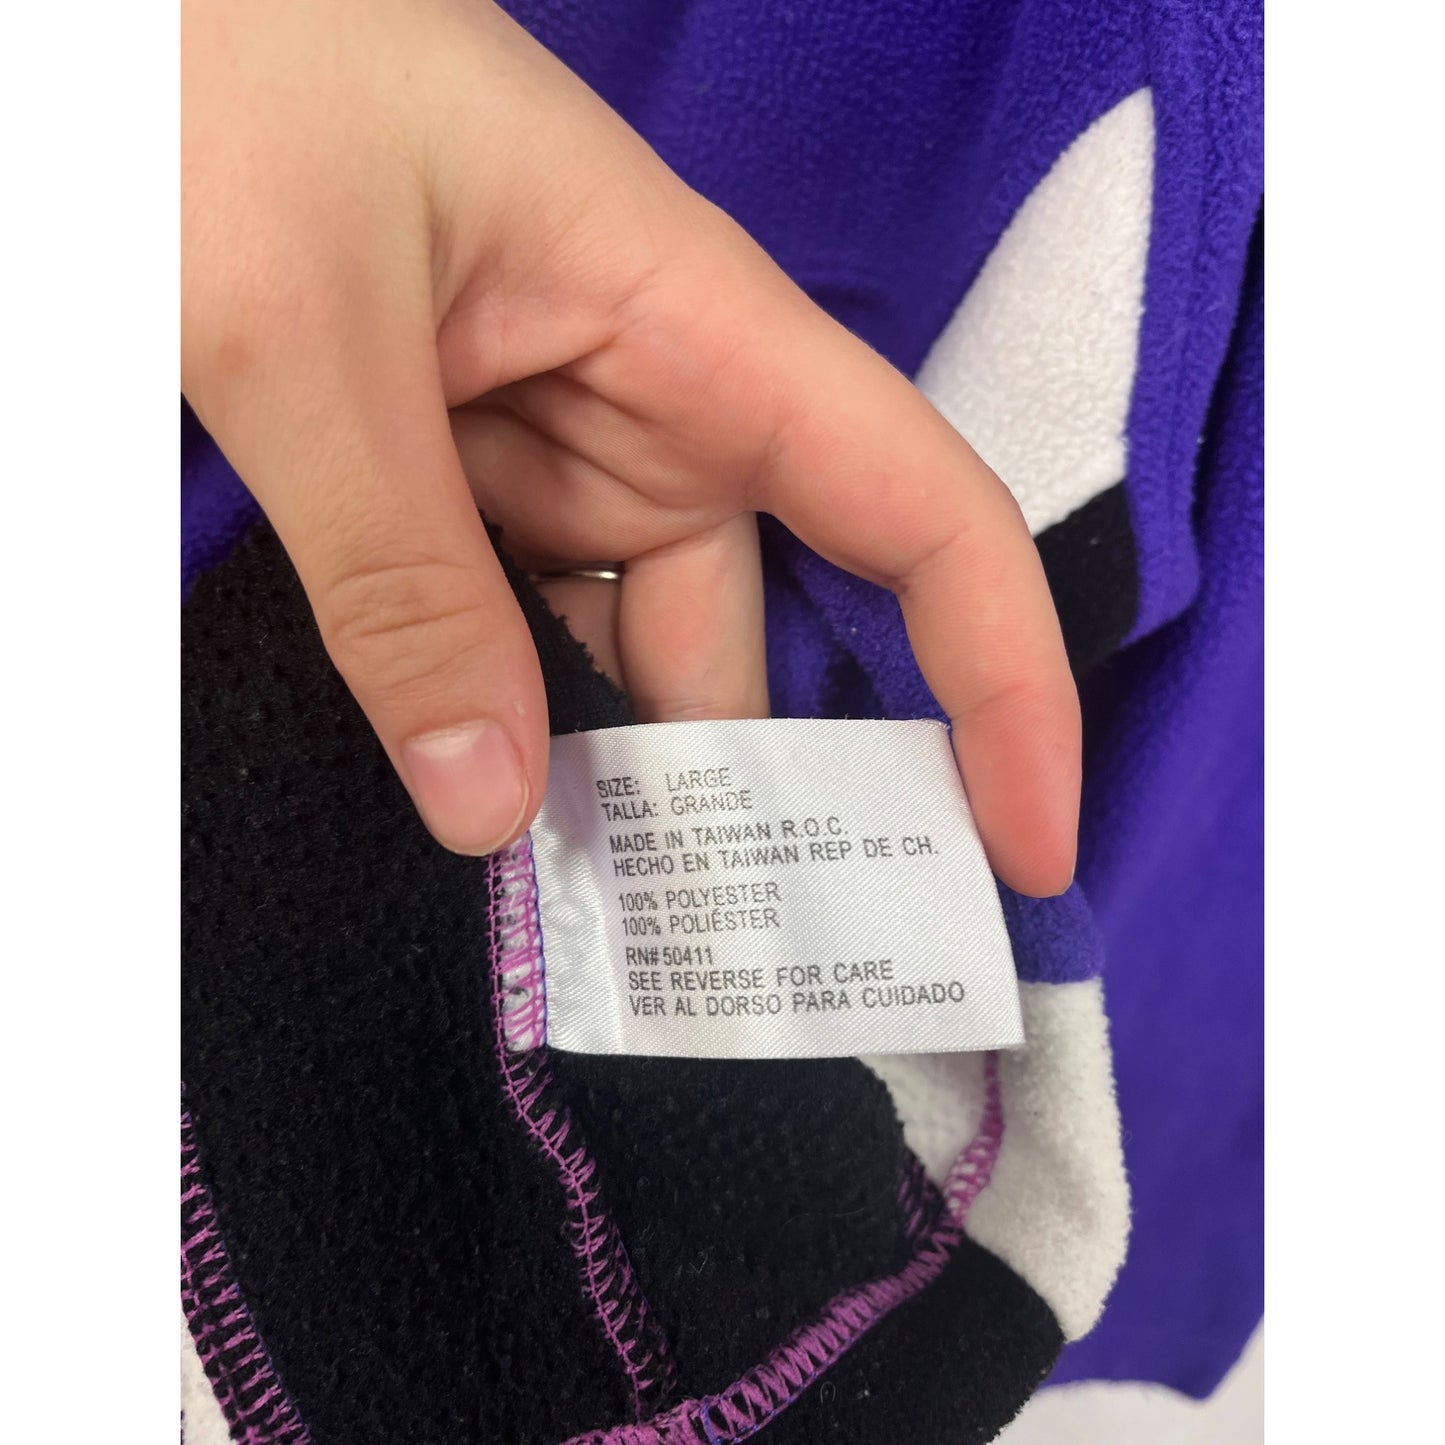 SIZE: LARGE
TALLA: GRANDE
MADE IN TAIWAN R.O.C.
HECHO EN TAIWAN REP DE CH.
100% POLYESTER
100% POLIÉSTER
RN# 50411
SEE REVERSE FOR CARE
VER AL DORSO PARA CUIDADO